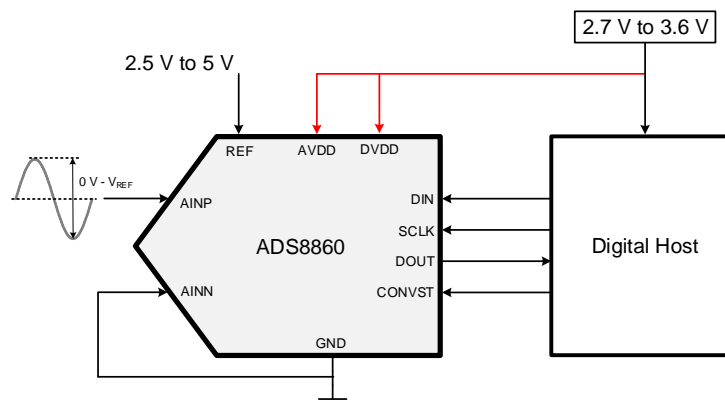 2.7 V to 3.6 V
2.5 V to 5 V
REF
AVDD
DVDD
0 V - VREF
AINP
DIN
SCLK
ADS8860
Digital Host
DOUT
AINN
CONVST
GND